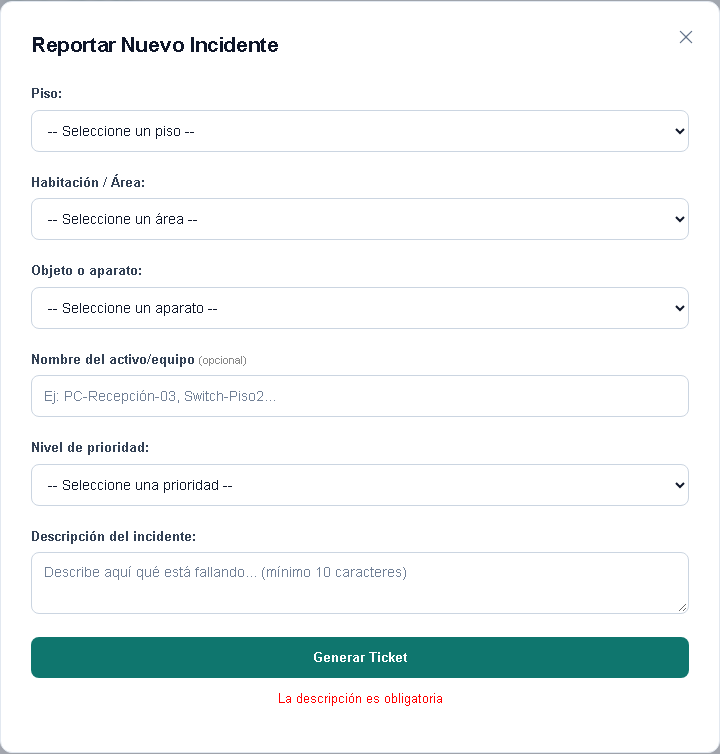 Reportar Nuevo Incidente
Piso:
-- Seleccione un piso --
Habitación / Área:
-- Seleccione un área --
Objeto o aparato:
-- Seleccione un aparato --
Nombre del activo/equipo (opcional)
Ej: PC-Recepción-03, Switch-Piso2...
Nivel de prioridad:
-- Seleccione una prioridad --
Descripción del incidente:
Describe aquí qué está fallando... (mínimo 10 caracteres)
Generar Ticket
La descripción es obligatoria